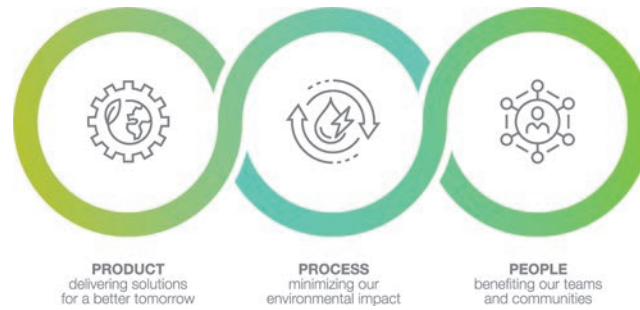 PRODUCT
delivering solutions
for a better tomorrow
PROCESS
minimizing our
environmental impact
PEOPLE
benefiting our teams
and communities